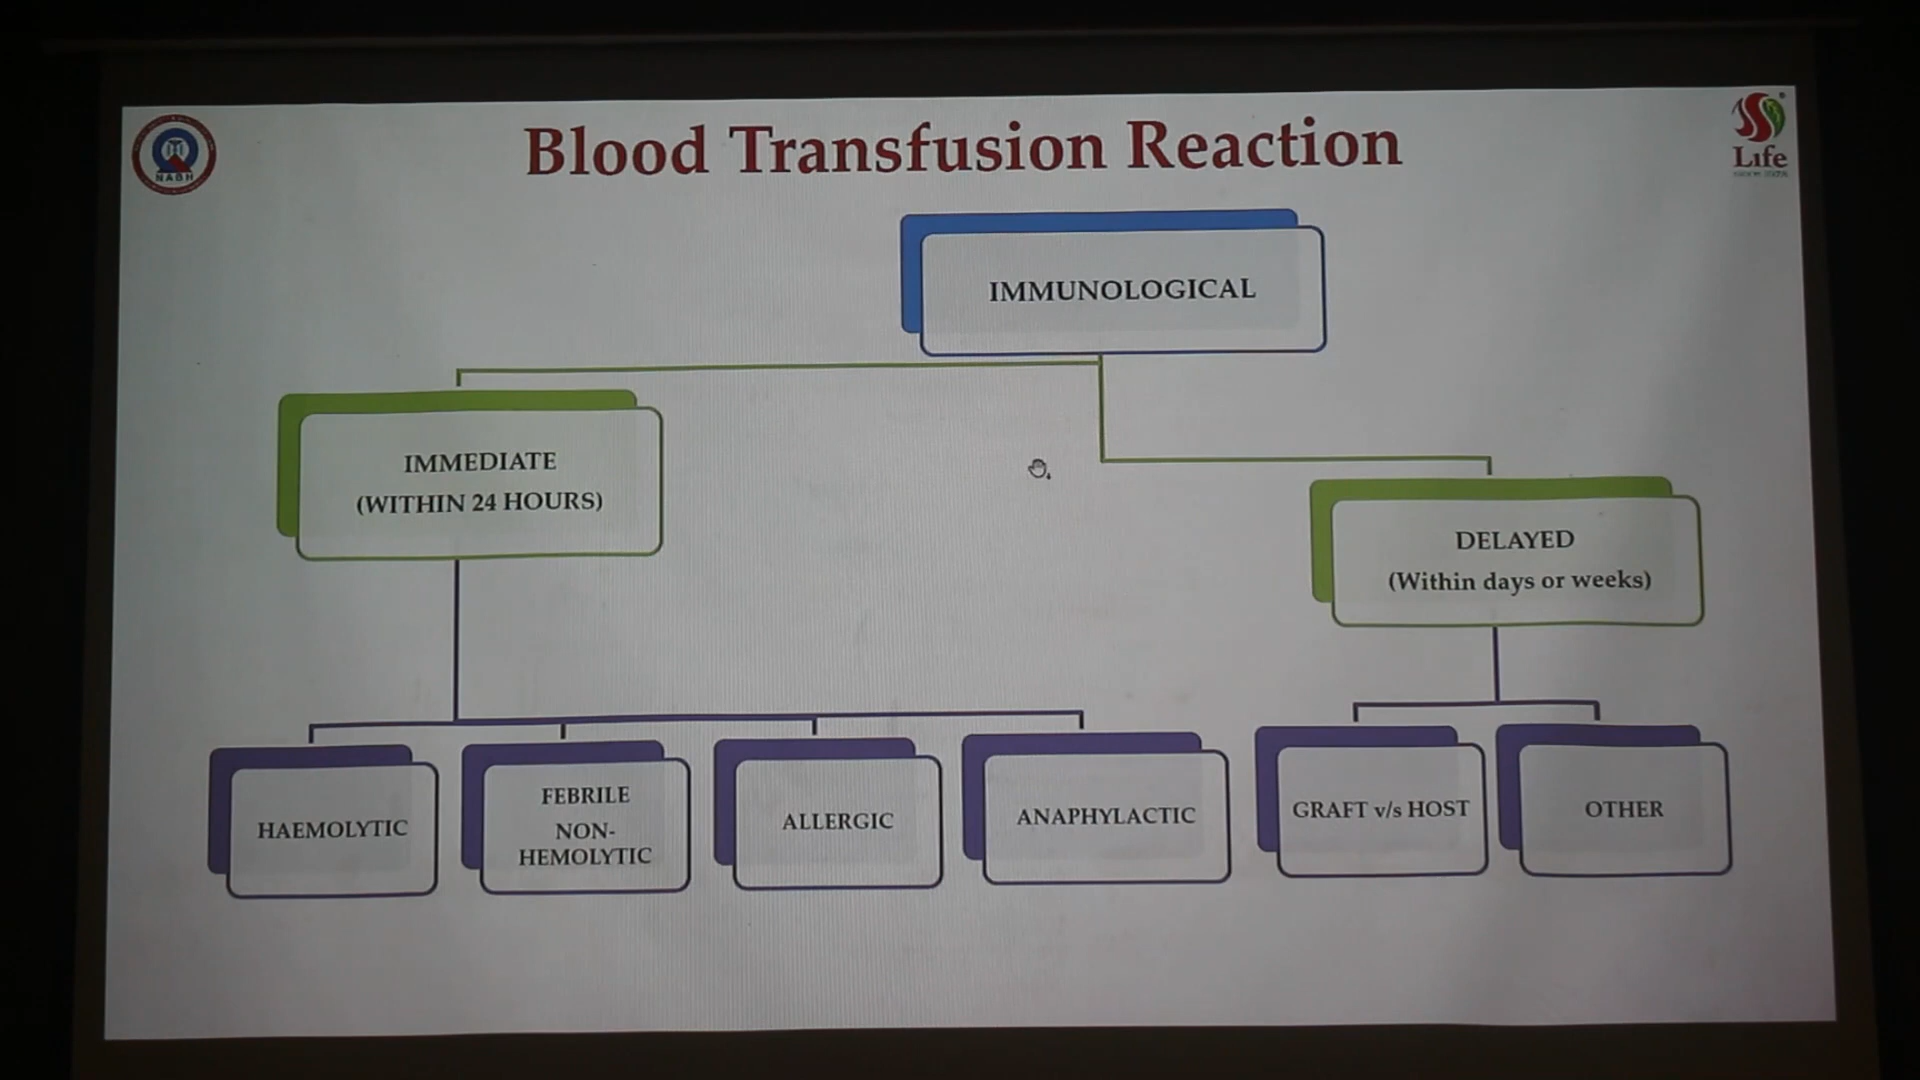 Blood Transfusion Reaction
NABH
Life
IMMUNOLOGICAL
IMMEDIATE
(WITHIN 24 HOURS)
DELAYED
(Within days or weeks)
HAEMOLYTIC
FEBRILE
NON-
HEMOLYTIC
ALLERGIC
ANAPHYLACTIC
GRAFT v/s HOST
OTHER